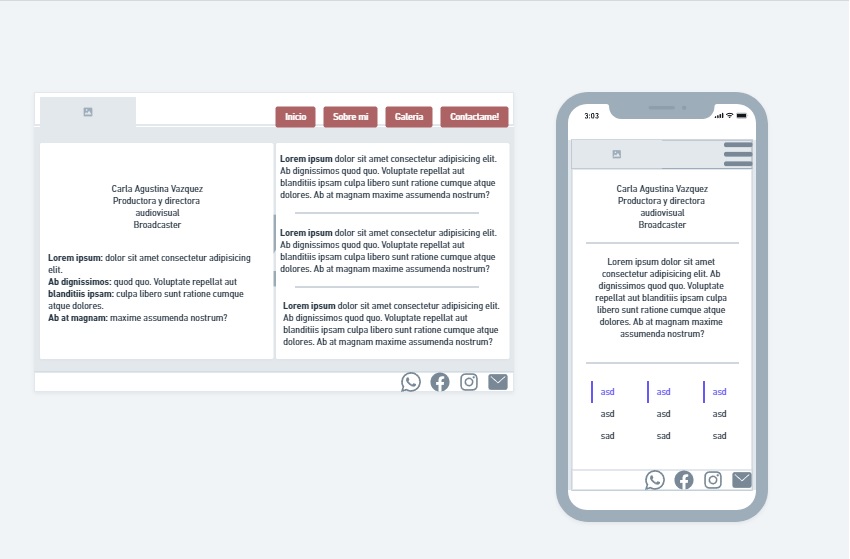 Inicio
Sobre mi
Galeria
Contactame!
Carla Agustina Vazquez
Productora y directora
audiovisual
Broadcaster
Lorem ipsum: dolor sit amet consectetur adipisicing
elit.
Ab dignissimos: quod quo. Voluptate repellat aut
blanditiis ipsam: culpa libero sunt ratione cumque
atque dolores.
Ab at magnam: maxime assumenda nostrum?
Lorem ipsum dolor sit amet consectetur adipisicing elit.
Ab dignissimos quod quo. Voluptate repellat aut
blanditiis ipsam culpa libero sunt ratione cumque atque
dolores. Ab at magnam maxime assumenda nostrum?
Lorem ipsum dolor sit amet consectetur adipisicing elit.
Ab dignissimos quod quo. Voluptate repellat aut
blanditiis ipsam culpa libero sunt ratione cumque atque
dolores. Ab at magnam maxime assumenda nostrum?
Lorem ipsum dolor sit amet consectetur adipisicing elit.
Ab dignissimos quod quo. Voluptate repellat aut
blanditiis ipsam culpa libero sunt ratione cumque atque
dolores. Ab at magnam maxime assumenda nostrum?
3:03
Carla Agustina Vazquez
Productora y directora
audiovisual
Broadcaster
Lorem ipsum dolor sit amet
consectetur adipisicing elit. Ab
dignissimos quod quo. Voluptate
repellat aut blanditiis ipsam culpa
libero sunt ratione cumque atque
dolores. Ab at magnam maxime
assumenda nostrum?
asd asd asd
asd asd asd
sad sad sad